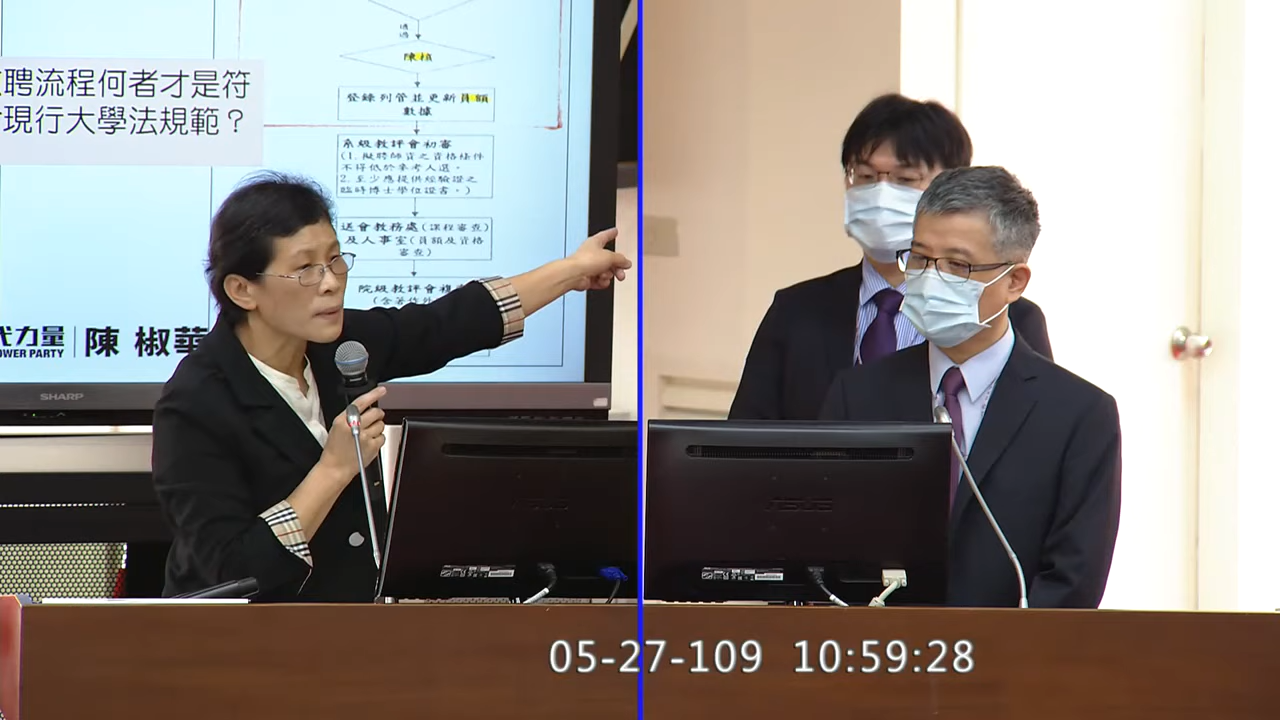 聘流程何者才是符
現行大學法規範？
通過
陳核
登錄列管並更新員額
數據
系級教評會初審
(1. 擬聘師資之資格條件
不得低於參考人選。
2. 至少應提供經驗證之
臨時博士學位證書。)
送會教務處(課程審查)
及人事室(員額及資格
審查)
院級教評會複
力量
OWER PARTY
陳椒華
SHARP
05-27-109 10:59:28